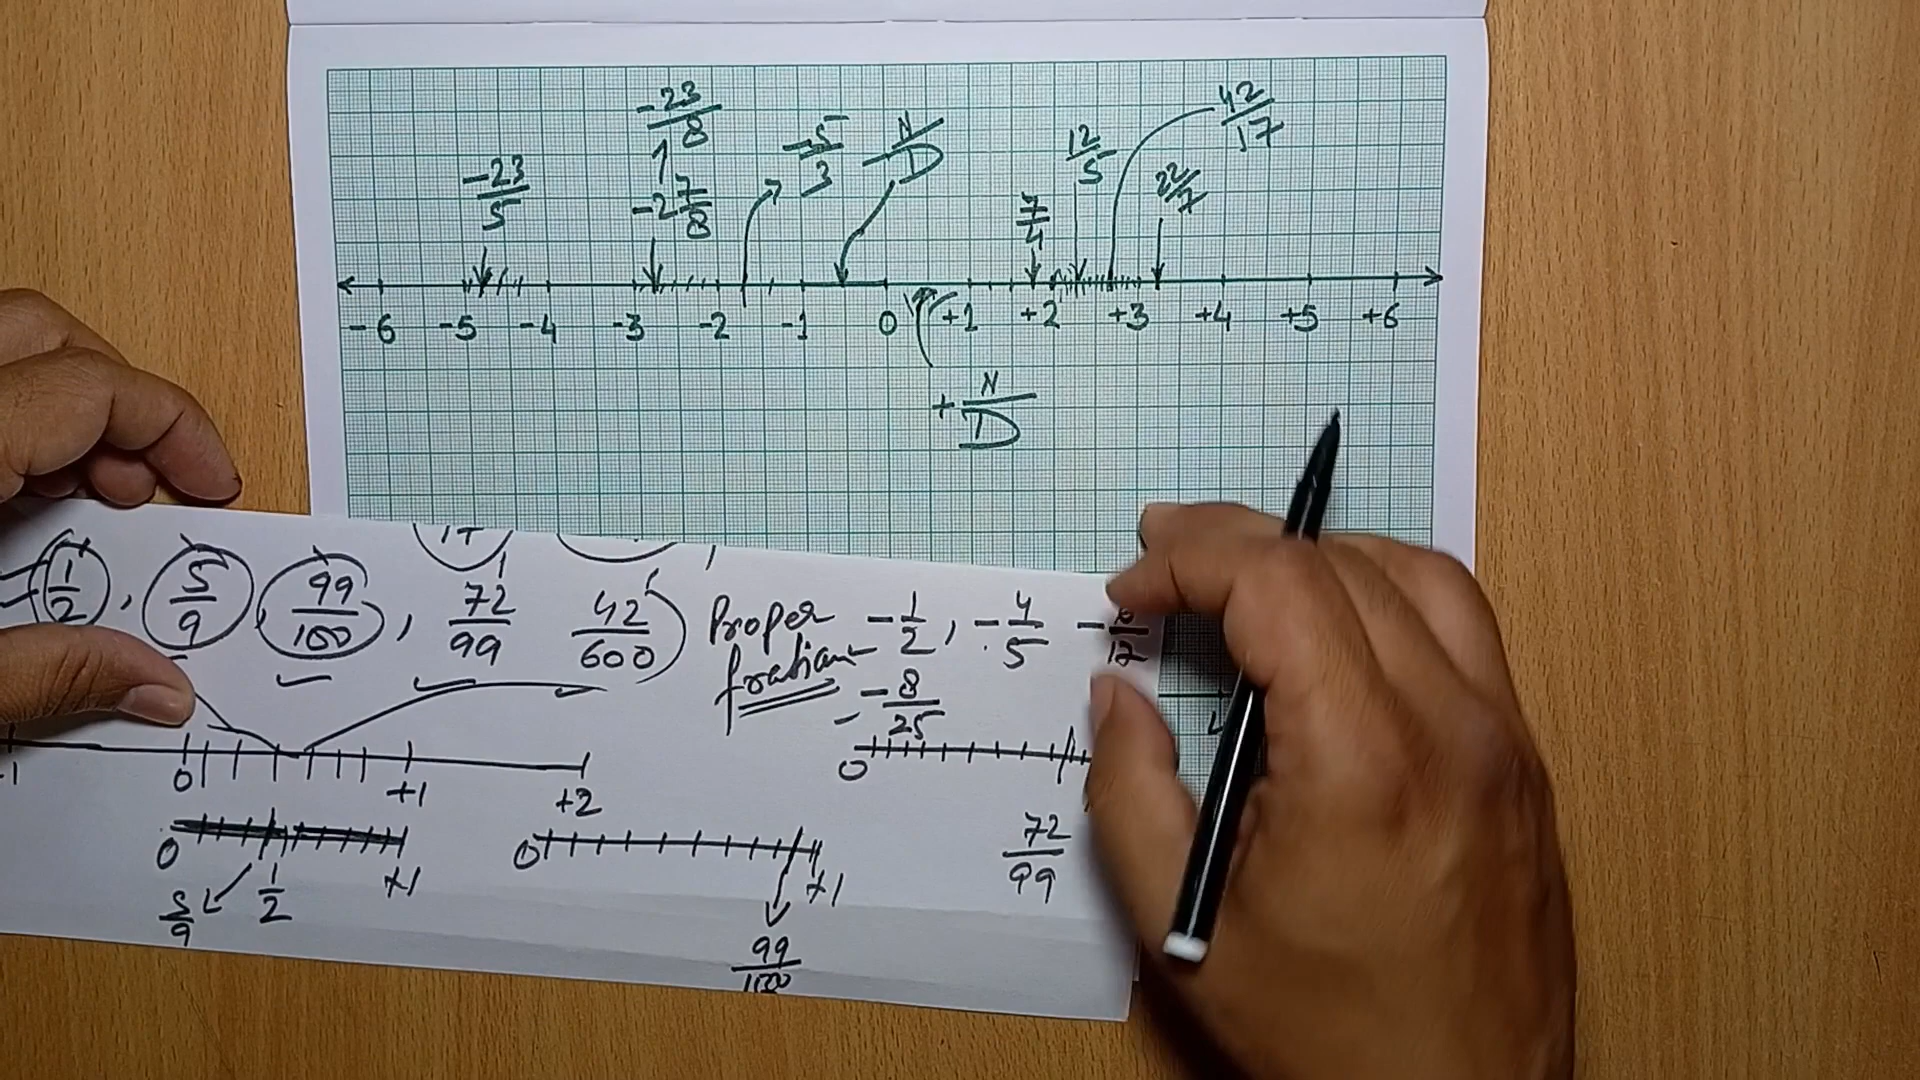 -23/8
-5/3
N/D
42/17
12/5
22/7
-23/5
-2 7/8
7/4
-6 -5 -4 -3 -2 -1 0 +1 +2 +3 +4 +5 +6
+ N/D
1/2, 5/9, 99/100, 72/99 42/600
Proper
-1/2, -4/5
-8/25
0 +1 +2
0
0 1/2 +1
5/9
0 +1
99/100
72/99